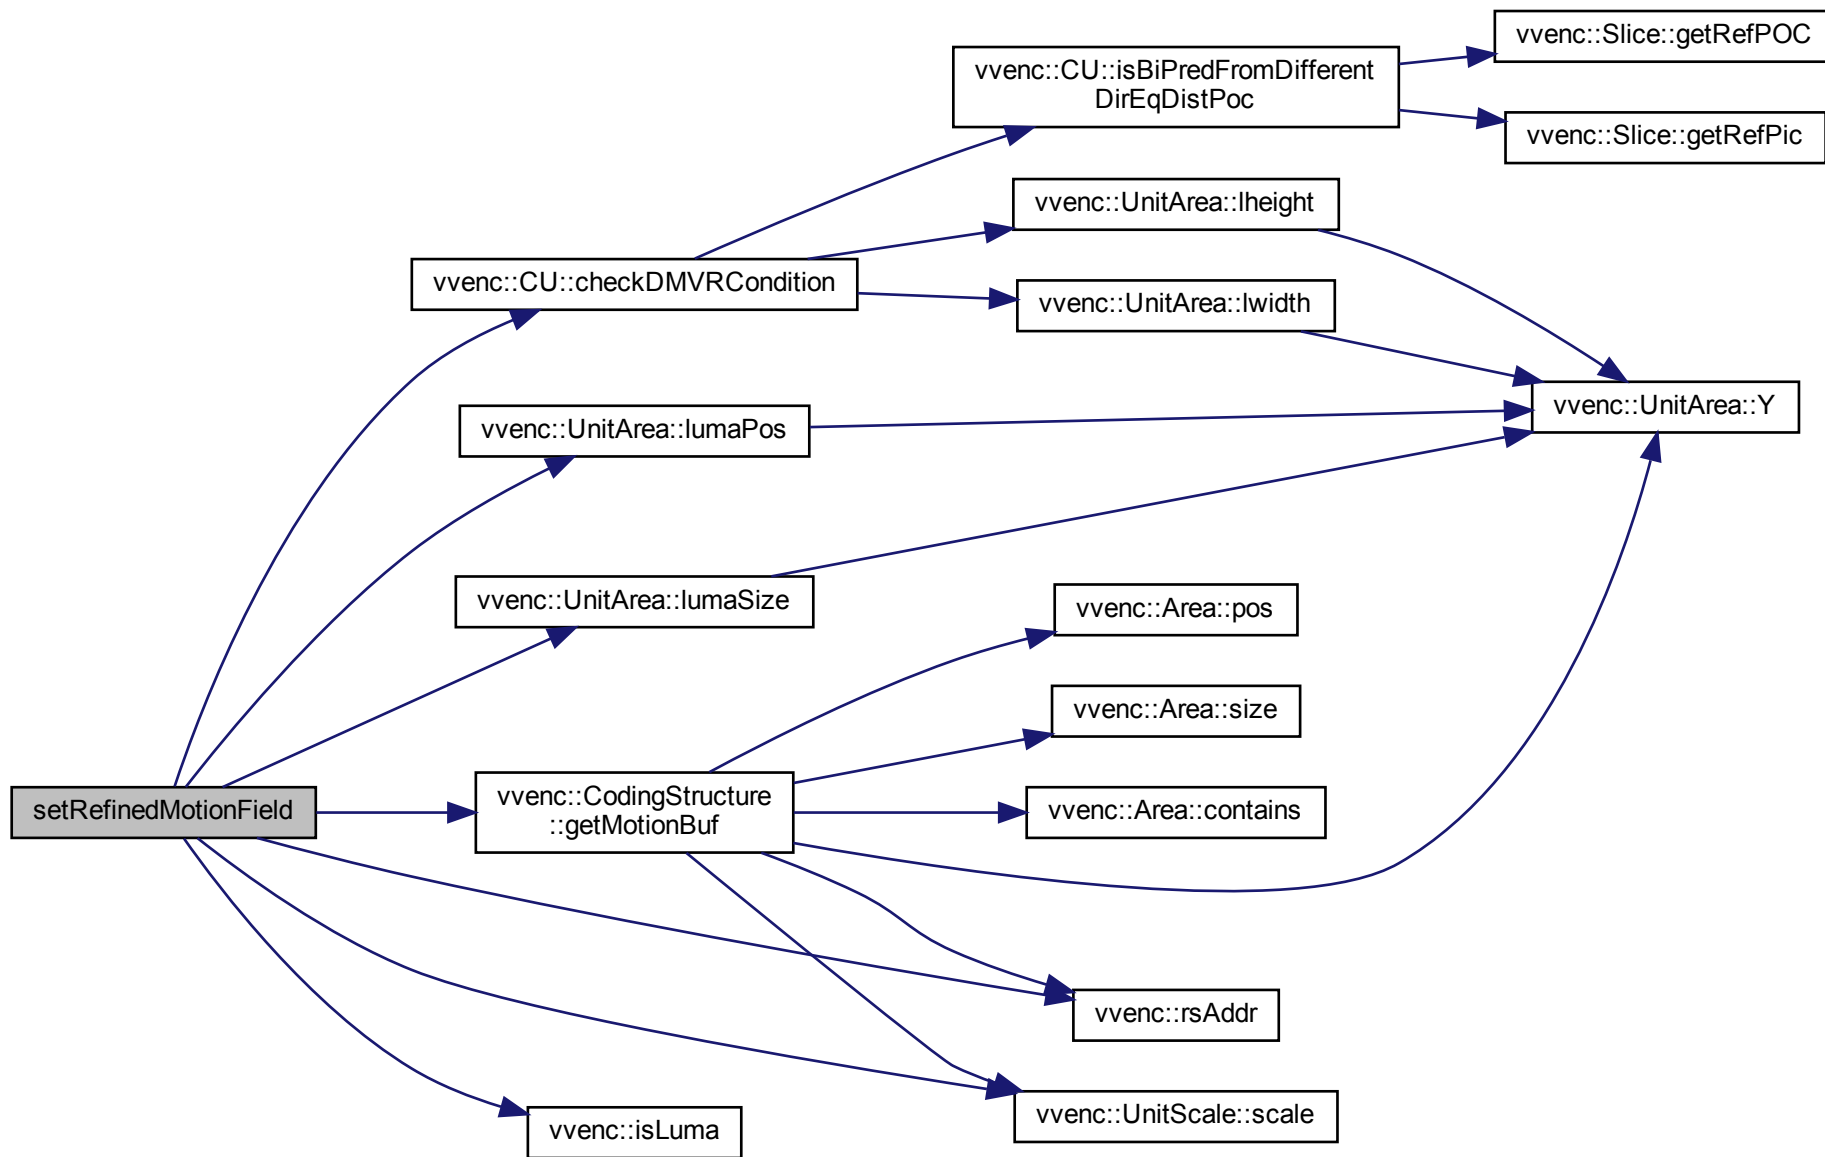 vvenc::Slice::getRefPOC
vvenc::CU::isBiPredFromDifferent
DirEqDistPoc
vvenc::Slice::getRefPic
vvenc::UnitArea::lheight
vvenc::CU::checkDMVRCondition
vvenc::UnitArea::lwidth
vvenc::UnitArea::Y
vvenc::UnitArea::lumaPos
vvenc::UnitArea::lumaSize
vvenc::Area::pos
vvenc::Area::size
setRefinedMotionField
vvenc::CodingStructure
::getMotionBuf
vvenc::Area::contains
vvenc::rsAddr
vvenc::UnitScale::scale
vvenc::isLuma